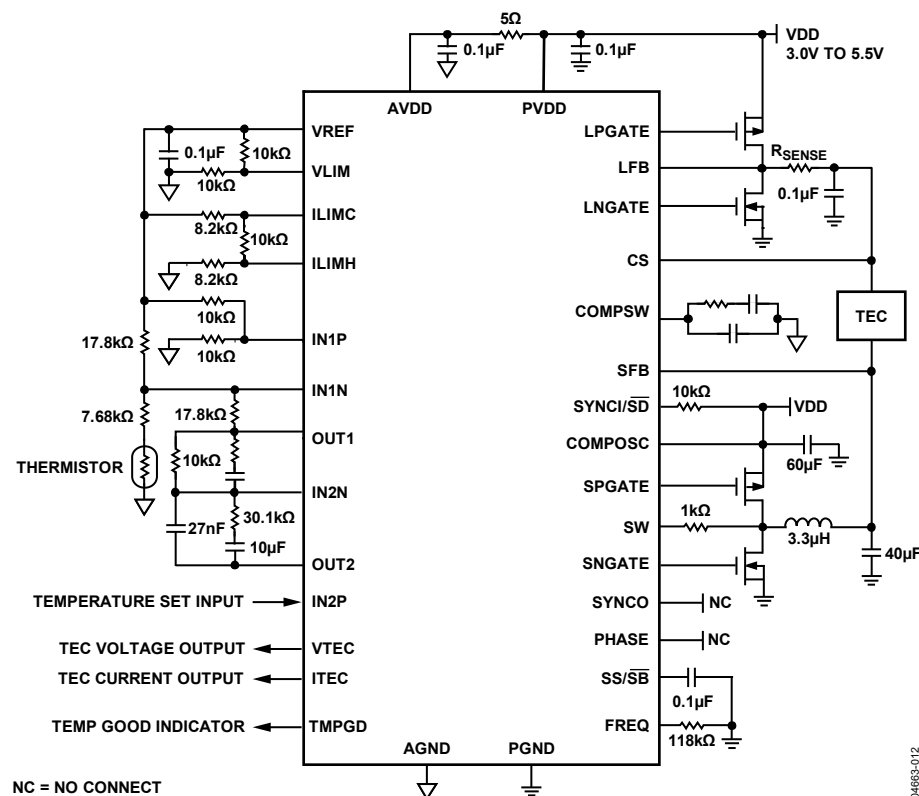 5Ω
VDD
3.0V TO 5.5V
0.1µF
0.1µF
AVDD
PVDD
VREF
0.1µF
10kΩ
VLIM
10kΩ
ILIMC
8.2kΩ
10kΩ
ILIMH
8.2kΩ
10kΩ
IN1P
10kΩ
17.8kΩ
IN1N
7.68kΩ
17.8kΩ
OUT1
THERMISTOR
10kΩ
IN2N
30.1kΩ
27nF
10µF
OUT2
TEMPERATURE SET INPUT
IN2P
TEC VOLTAGE OUTPUT
VTEC
TEC CURRENT OUTPUT
ITEC
TEMP GOOD INDICATOR
TMPGD
AGND
PGND
LPGATE
LFB
RSENSE
0.1µF
LNGATE
CS
COMPSW
TEC
SFB
SYNCI/SD
10kΩ
VDD
COMPOSC
60µF
SPGATE
SW
1kΩ
3.3µH
40µF
SNGATE
SYNCO
NC
PHASE
NC
SS/SB
0.1µF
FREQ
118kΩ
NC = NO CONNECT
04663-012